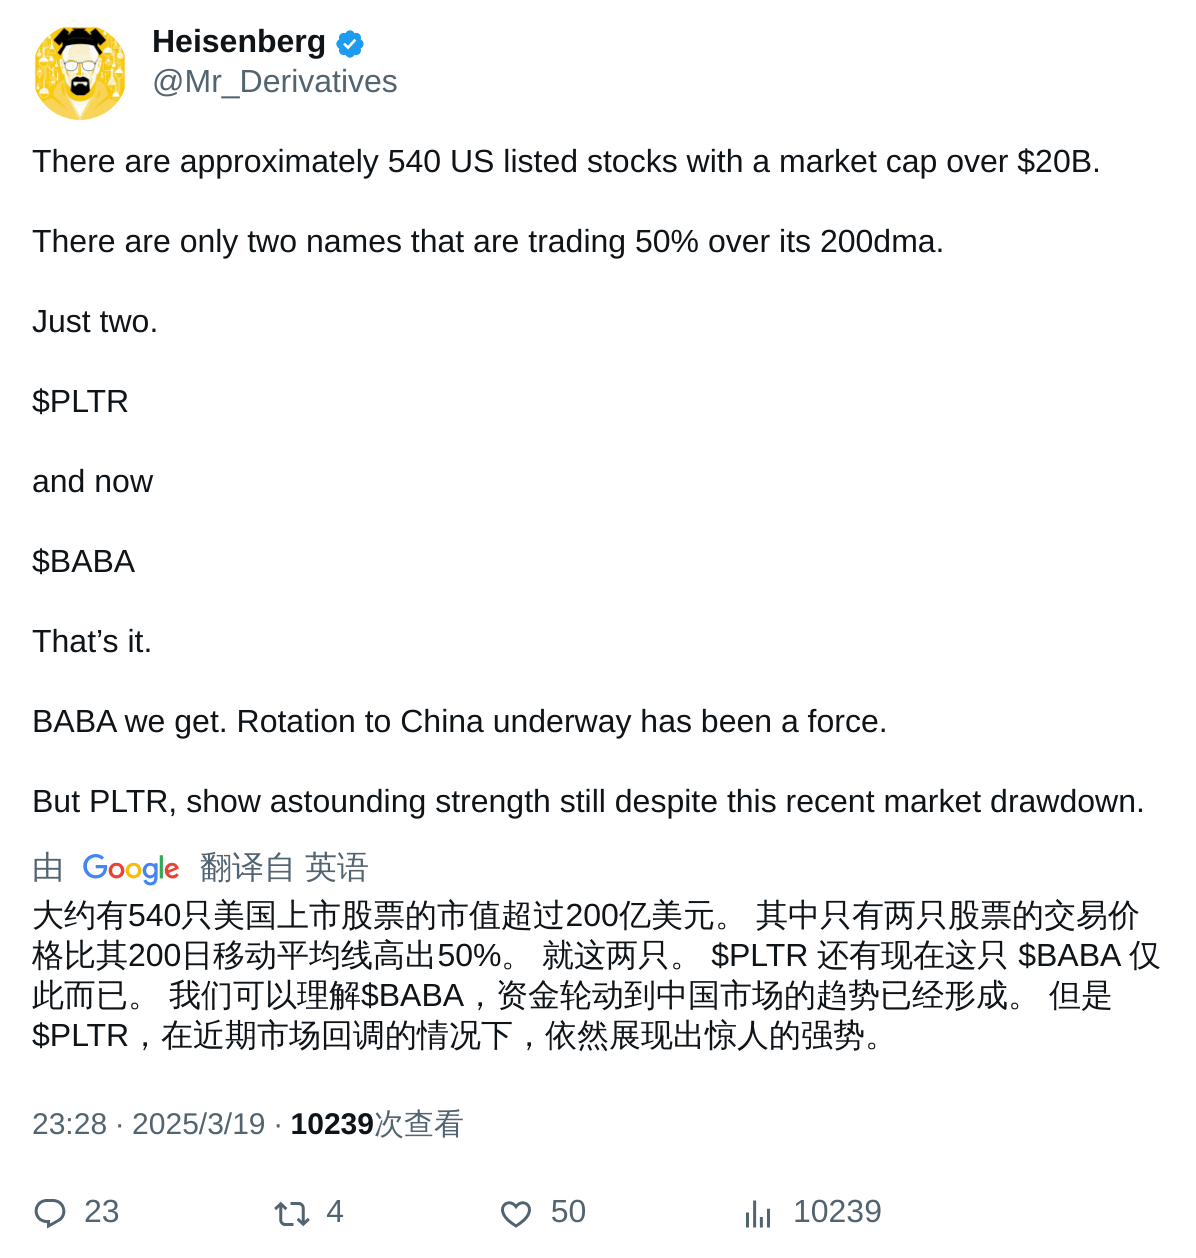 Heisenberg
@Mr_Derivatives
There are approximately 540 US listed stocks with a market cap over $20B.
There are only two names that are trading 50% over its 200dma.
Just two.
$PLTR
and now
$BABA
That’s it.
BABA we get. Rotation to China underway has been a force.
But PLTR, show astounding strength still despite this recent market drawdown.
由 Google 翻译自 英语
大约有540只美国上市股票的市值超过200亿美元。 其中只有两只股票的交易价
格比其200日移动平均线高出50%。 就这两只。 $PLTR 还有现在这只 $BABA 仅
此而已。 我们可以理解$BABA，资金轮动到中国市场的趋势已经形成。 但是
$PLTR，在近期市场回调的情况下，依然展现出惊人的强势。
23:28 · 2025/3/19 · 10239次查看
23 4 50 10239